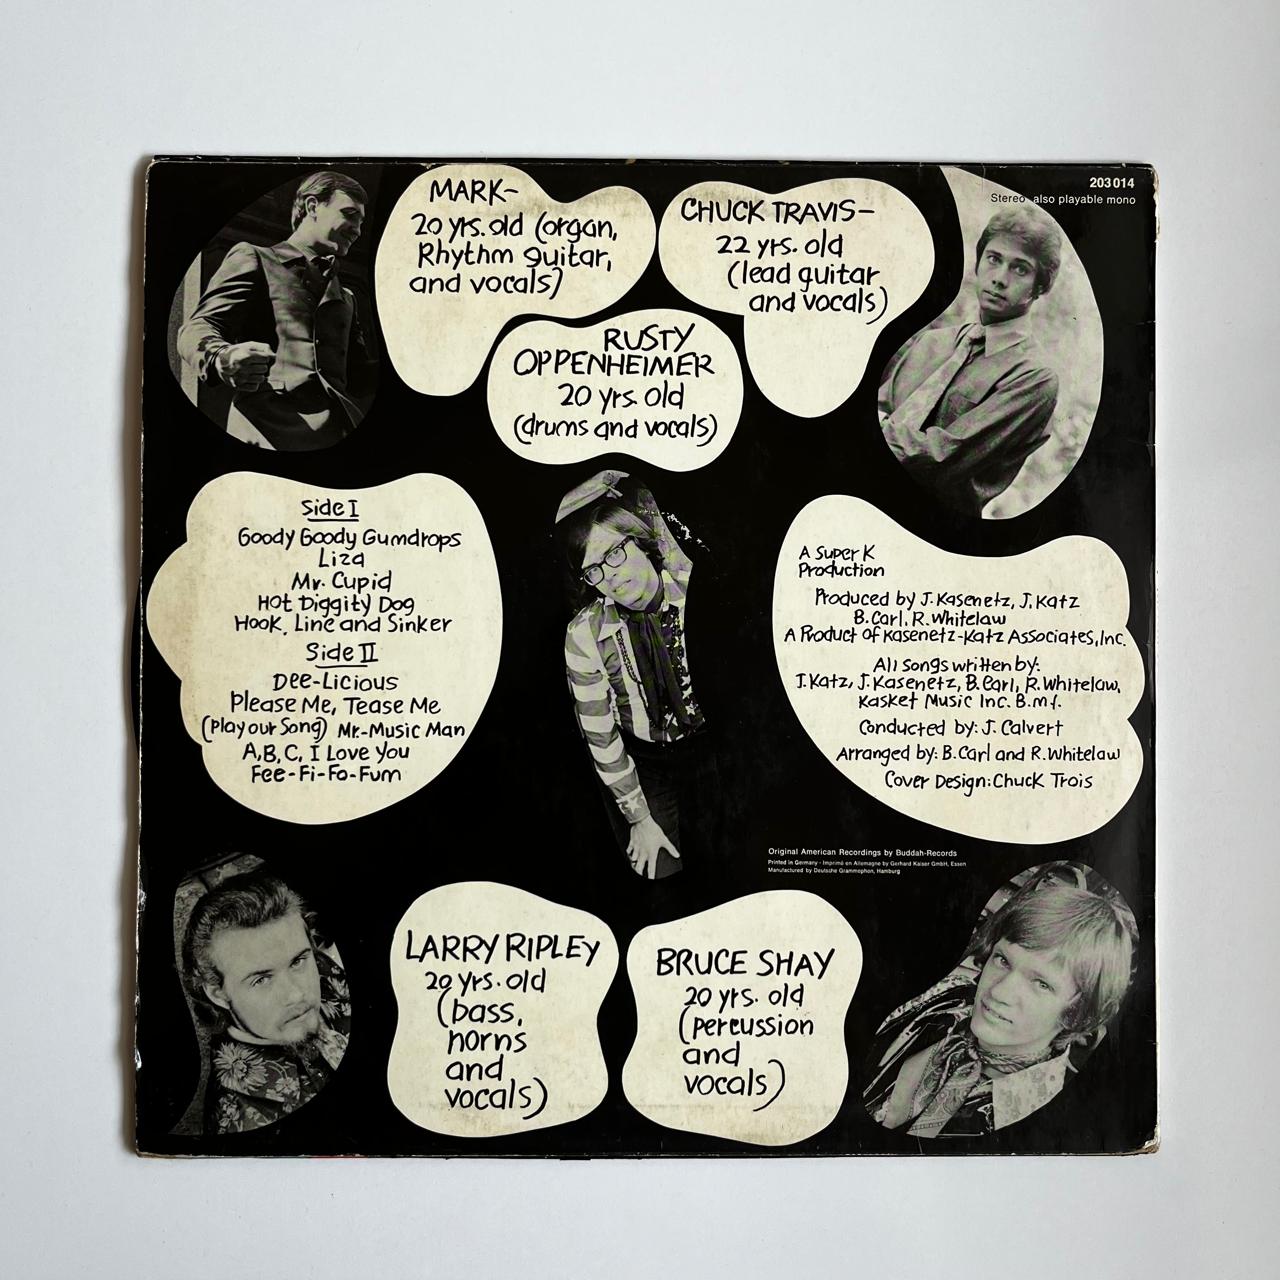 203014
Stereo, also playable mono
MARK-
20 yrs. old (organ,
Rhythm guitar,
and vocals)
CHUCK TRAVIS-
22 yrs. old
(lead guitar
and vocals)
RUSTY
OPPENHEIMER
20 yrs. old
(drums and vocals)
Side I
Goody Goody Gumdrops
Liza
Mr. Cupid
Hot Diggity Dog
Hook, Line and Sinker
Side II
Dee-Licious
Please Me, Tease Me
(Play our Song) Mr. Music Man
A, B, C, I Love You
Fee-Fi-Fo-Fum
A Super K
Production
Produced by J. Kasenetz, J. Katz
B. Carl, R. Whitelaw
A Product of Kasenetz-Katz Associates, Inc.
All Songs written by:
J. Katz, J. Kasenetz, B. Carl, R. Whitelaw,
Kasket Music Inc. B.m.f.
Conducted by: J. Calvert
Arranged by: B. Carl and R. Whitelaw
Cover Design: Chuck Trois
Original American Recordings by Buddah-Records
Printed in Germany - Imprimé en Allemagne by Gerhard Kaiser GmbH, Essen
Manufactured by Deutsche Grammophon, Hamburg
LARRY RIPLEY
20 yrs. old
(bass,
horns
and
vocals)
BRUCE SHAY
20 yrs. old
(percussion
and
vocals)